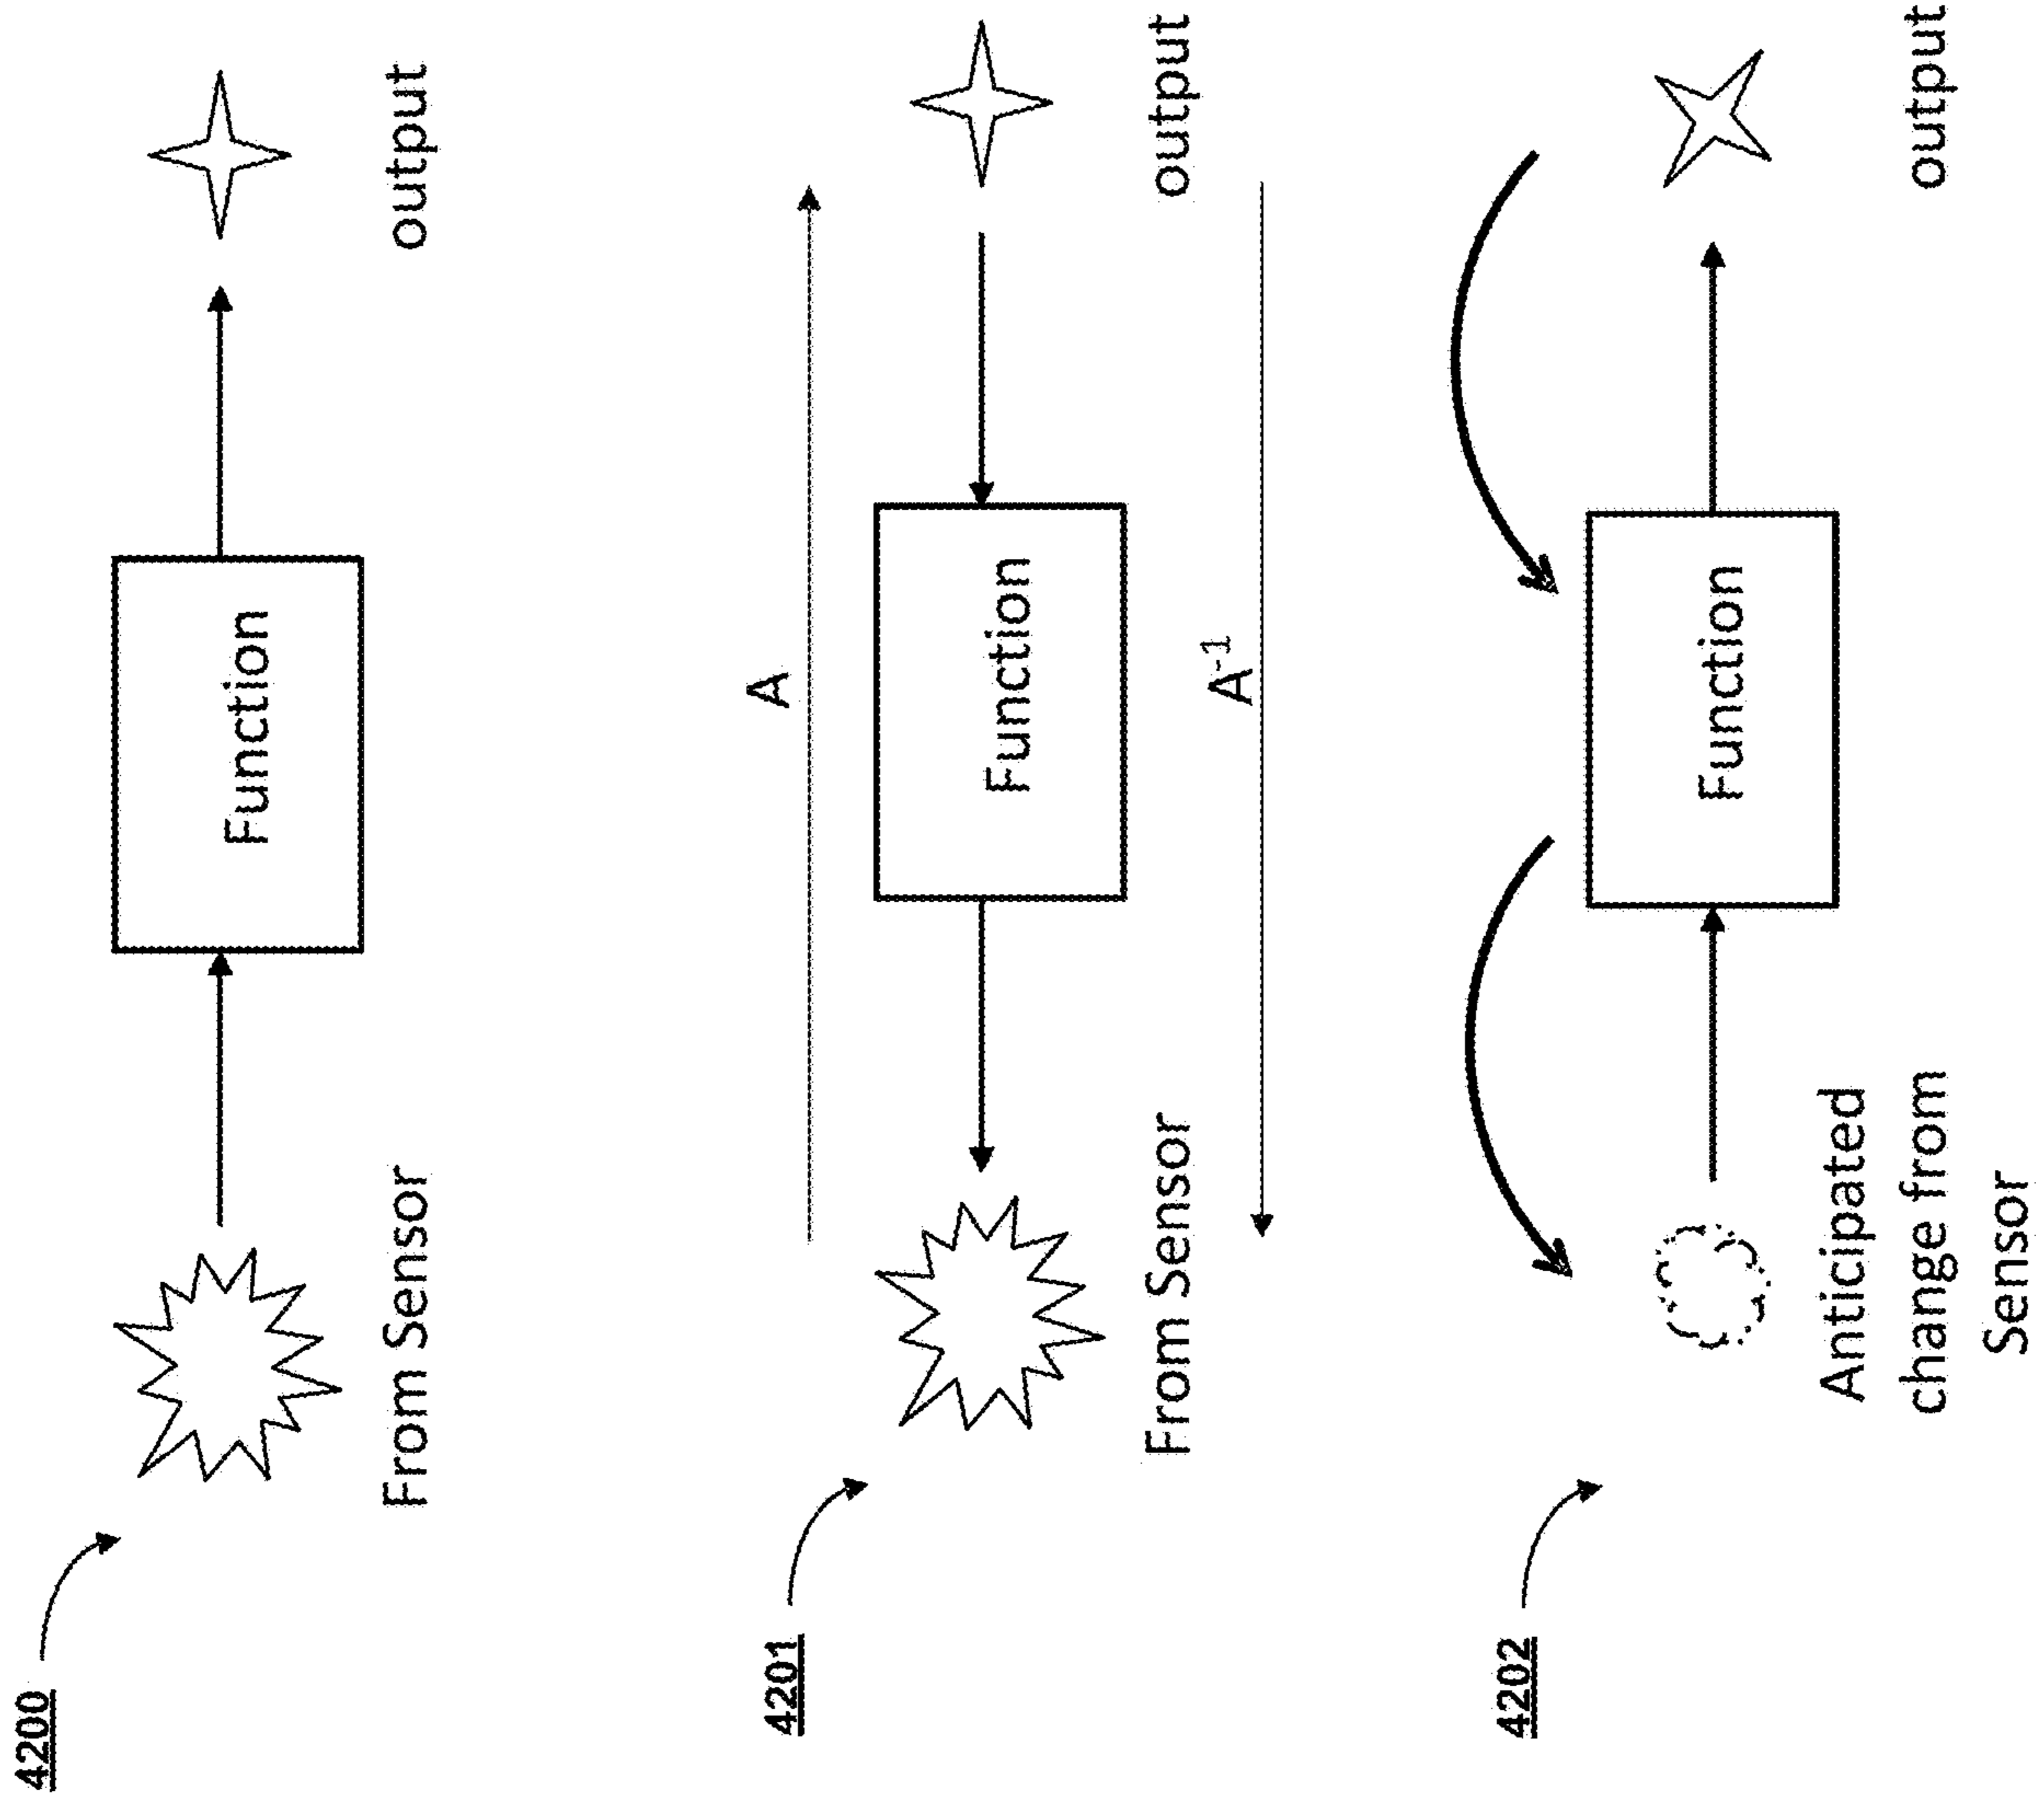 4200
From Sensor
Function
output
4201
A
From Sensor
Function
output
A-1
4202
Anticipated
change from
Sensor
Function
output